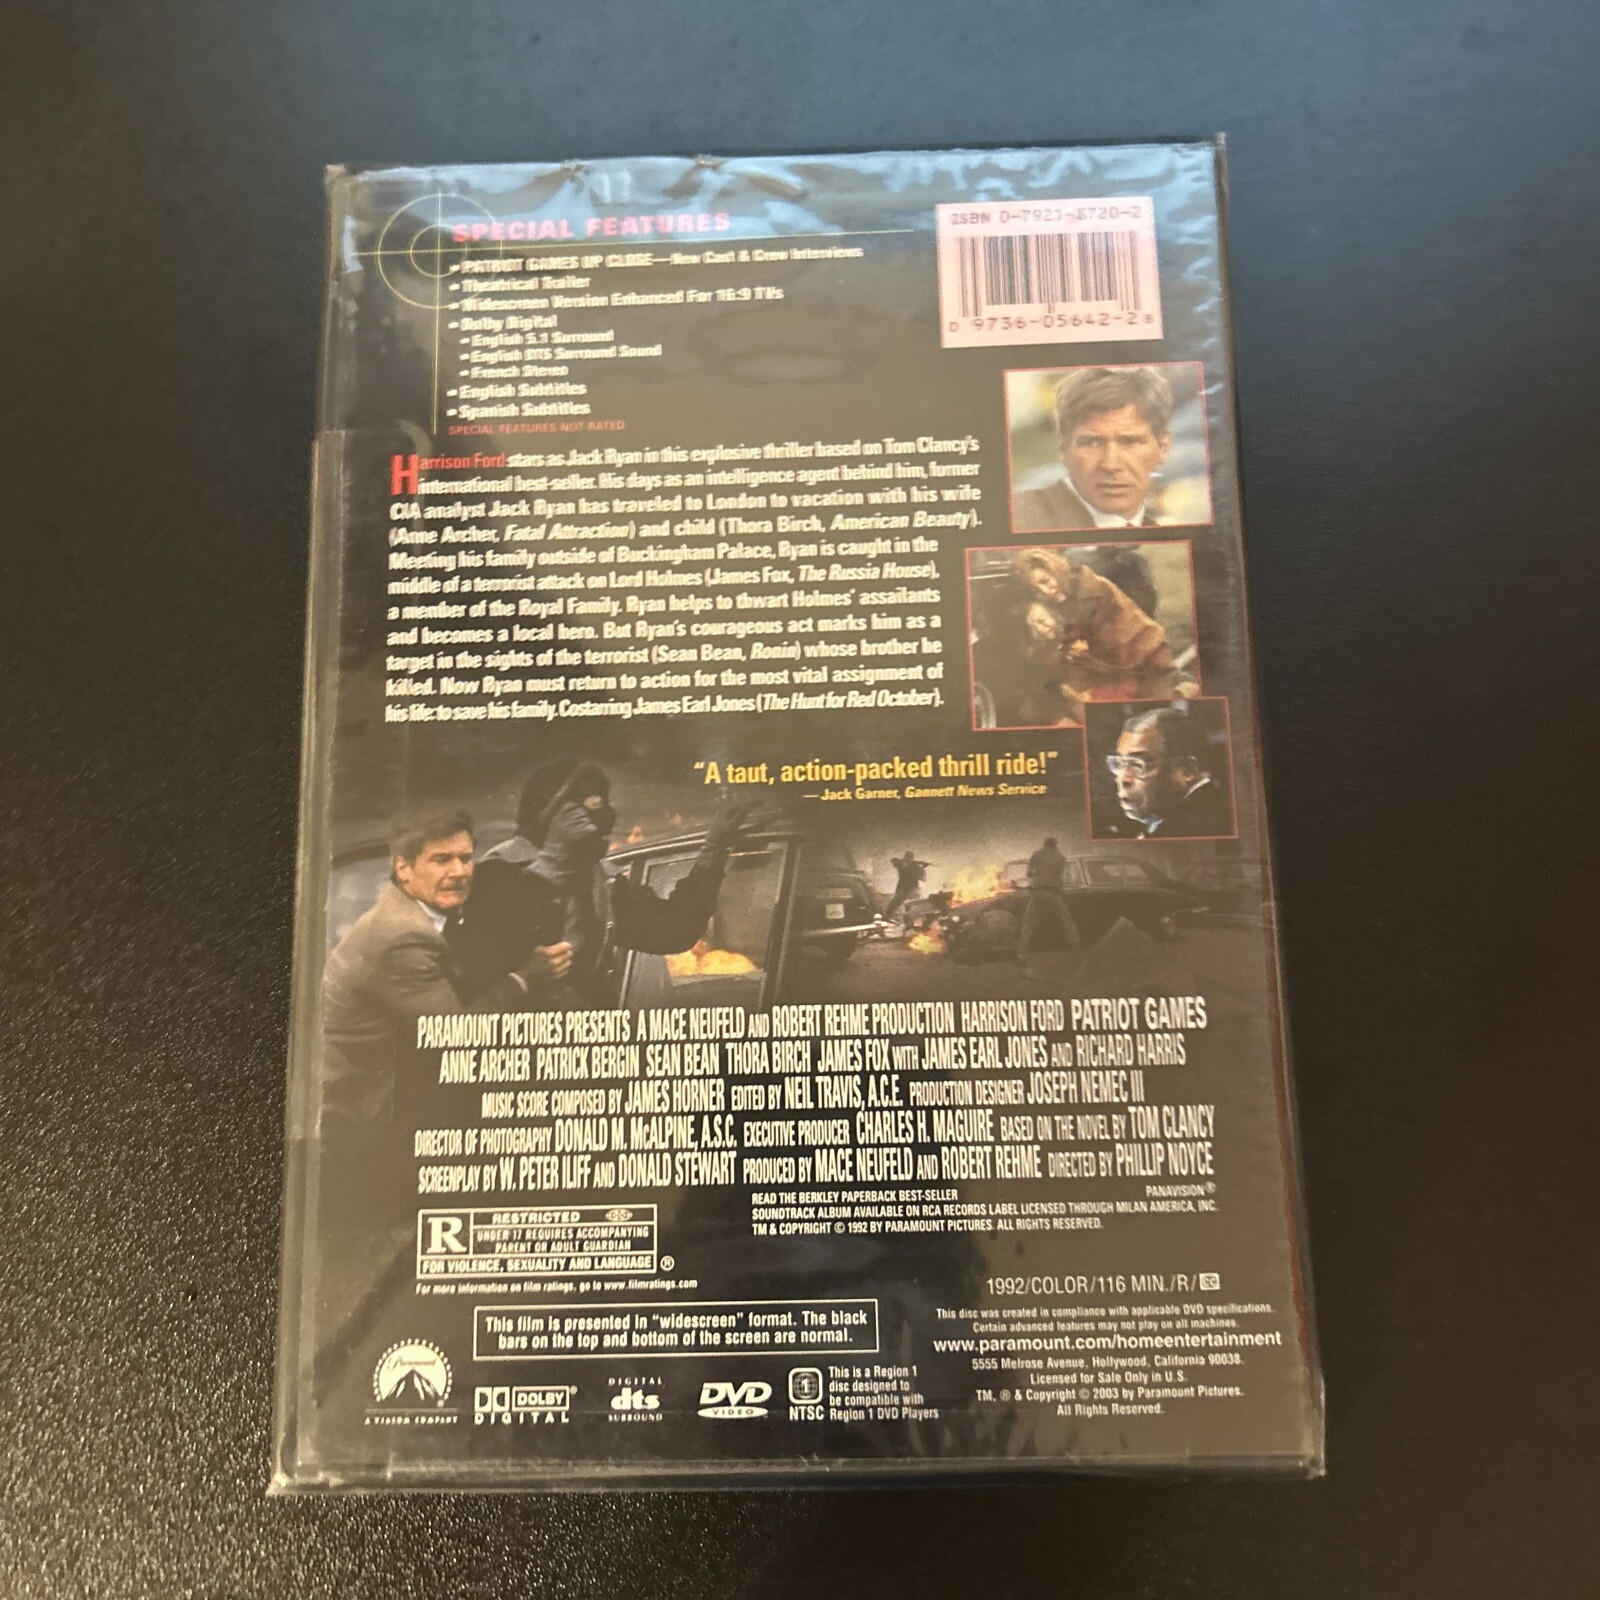 SPECIAL FEATURES
• PATRIOT GAMES UP CLOSE—New Cast & Crew Interviews
• Theatrical Trailer
• Widescreen Version Enhanced For 16:9 TVs
• Dolby Digital
• English 5.1 Surround
• English DTS Surround Sound
• French Stereo
• English Subtitles
• Spanish Subtitles
SPECIAL FEATURES NOT RATED
ISBN 0-7921-8720-2
0 9736-05642-2 8
Harrison Ford stars as Jack Ryan in this explosive thriller based on Tom Clancy's
international best-seller. His days as an intelligence agent behind him, former
CIA analyst Jack Ryan has traveled to London to vacation with his wife
(Anne Archer, Fatal Attraction) and child (Thora Birch, American Beauty).
Meeting his family outside of Buckingham Palace, Ryan is caught in the
middle of a terrorist attack on Lord Holmes (James Fox, The Russia House),
a member of the Royal Family. Ryan helps to thwart Holmes' assailants
and becomes a local hero. But Ryan's courageous act marks him as a
target in the sights of the terrorist (Sean Bean, Ronin) whose brother he
killed. Now Ryan must return to action for the most vital assignment of
his life: to save his family. Costarring James Earl Jones (The Hunt for Red October).
"A taut, action-packed thrill ride!"
—Jack Garner, Gannett News Service
PARAMOUNT PICTURES PRESENTS A MACE NEUFELD AND ROBERT REHME PRODUCTION HARRISON FORD PATRIOT GAMES
ANNE ARCHER PATRICK BERGIN SEAN BEAN THORA BIRCH JAMES FOX WITH JAMES EARL JONES AND RICHARD HARRIS
MUSIC SCORE COMPOSED BY JAMES HORNER EDITED BY NEIL TRAVIS, A.C.E. PRODUCTION DESIGNER JOSEPH NEMEC III
DIRECTOR OF PHOTOGRAPHY DONALD M. McALPINE, A.S.C. EXECUTIVE PRODUCER CHARLES H. MAGUIRE BASED ON THE NOVEL BY TOM CLANCY
SCREENPLAY BY W. PETER ILIFF AND DONALD STEWART PRODUCED BY MACE NEUFELD AND ROBERT REHME DIRECTED BY PHILLIP NOYCE
READ THE BERKLEY PAPERBACK BEST-SELLER PANAVISION®
SOUNDTRACK ALBUM AVAILABLE ON RCA RECORDS LABEL LICENSED THROUGH MILAN AMERICA, INC.
TM & COPYRIGHT © 1992 BY PARAMOUNT PICTURES. ALL RIGHTS RESERVED.
R RESTRICTED
UNDER 17 REQUIRES ACCOMPANYING
PARENT OR ADULT GUARDIAN
FOR VIOLENCE, SEXUALITY AND LANGUAGE ®
For more information on film ratings, go to www.filmratings.com
This film is presented in "widescreen" format. The black
bars on the top and bottom of the screen are normal.
1992/COLOR/116 MIN./R/CC
This disc was created in compliance with applicable DVD specifications.
Certain advanced features may not play on all machines.
www.paramount.com/homeentertainment
5555 Melrose Avenue, Hollywood, California 90038.
Licensed for Sale Only in U.S.
TM, ® & Copyright © 2003 by Paramount Pictures.
All Rights Reserved.
Paramount
A VIACOM COMPANY
DOLBY®
DIGITAL
DIGITAL
dts
SURROUND
DVD
VIDEO
1
NTSC
This is a Region 1
disc designed to
be compatible with
Region 1 DVD Players